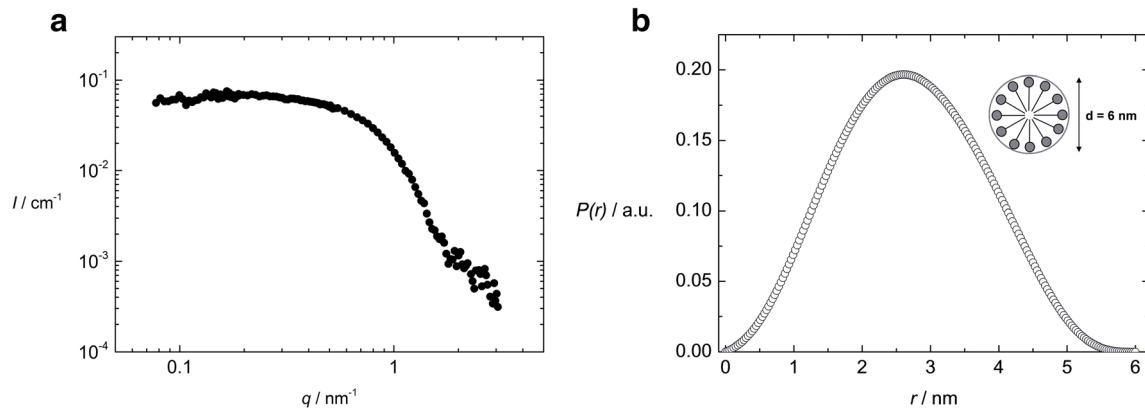 a
10⁻¹
10⁻²
10⁻³
10⁻⁴
I / cm⁻¹
0.1
1
q / nm⁻¹
b
0.20
0.15
0.10
0.05
0.00
P(r) / a.u.
d = 6 nm
0 1 2 3 4 5 6
r / nm